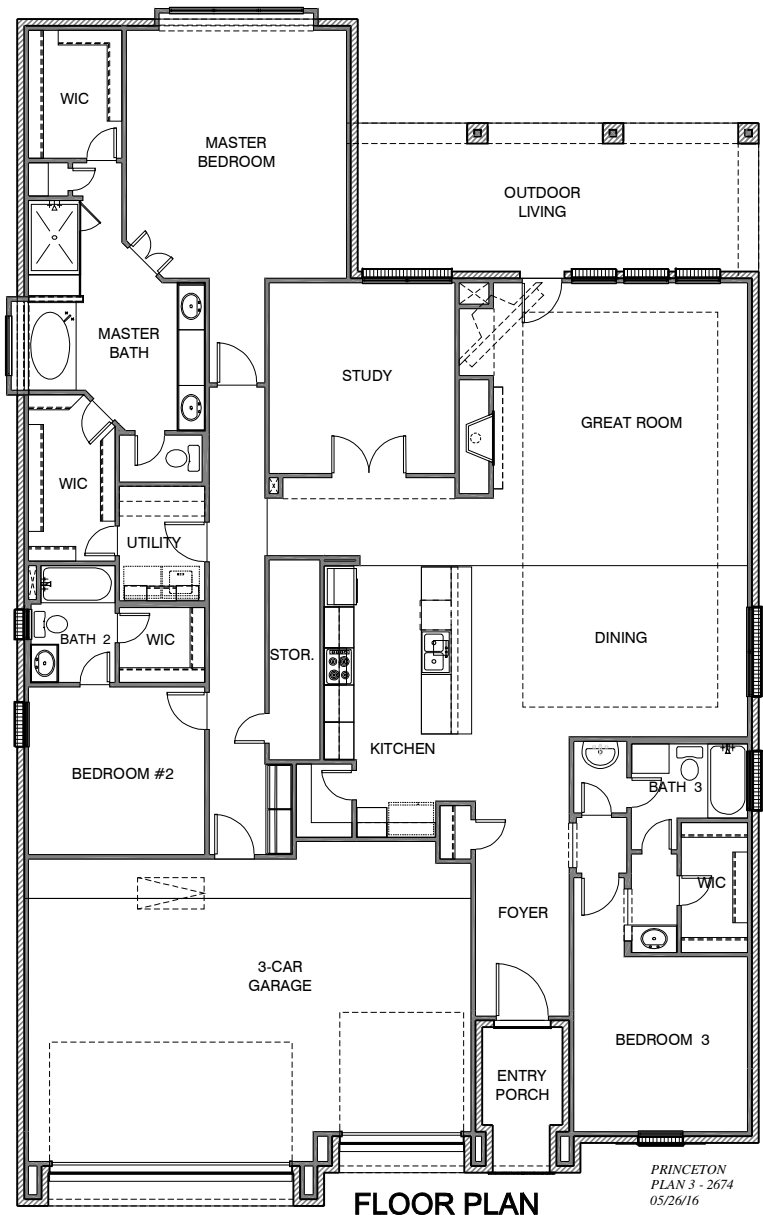 WIC
MASTER
BEDROOM
OUTDOOR
LIVING
MASTER
BATH
STUDY
GREAT ROOM
WIC
UTILITY
BATH 2
WIC
STOR.
DINING
KITCHEN
BEDROOM #2
BATH 3
WIC
FOYER
3-CAR
GARAGE
BEDROOM 3
ENTRY
PORCH
FLOOR PLAN
PRINCETON
PLAN 3 - 2674
05/26/16